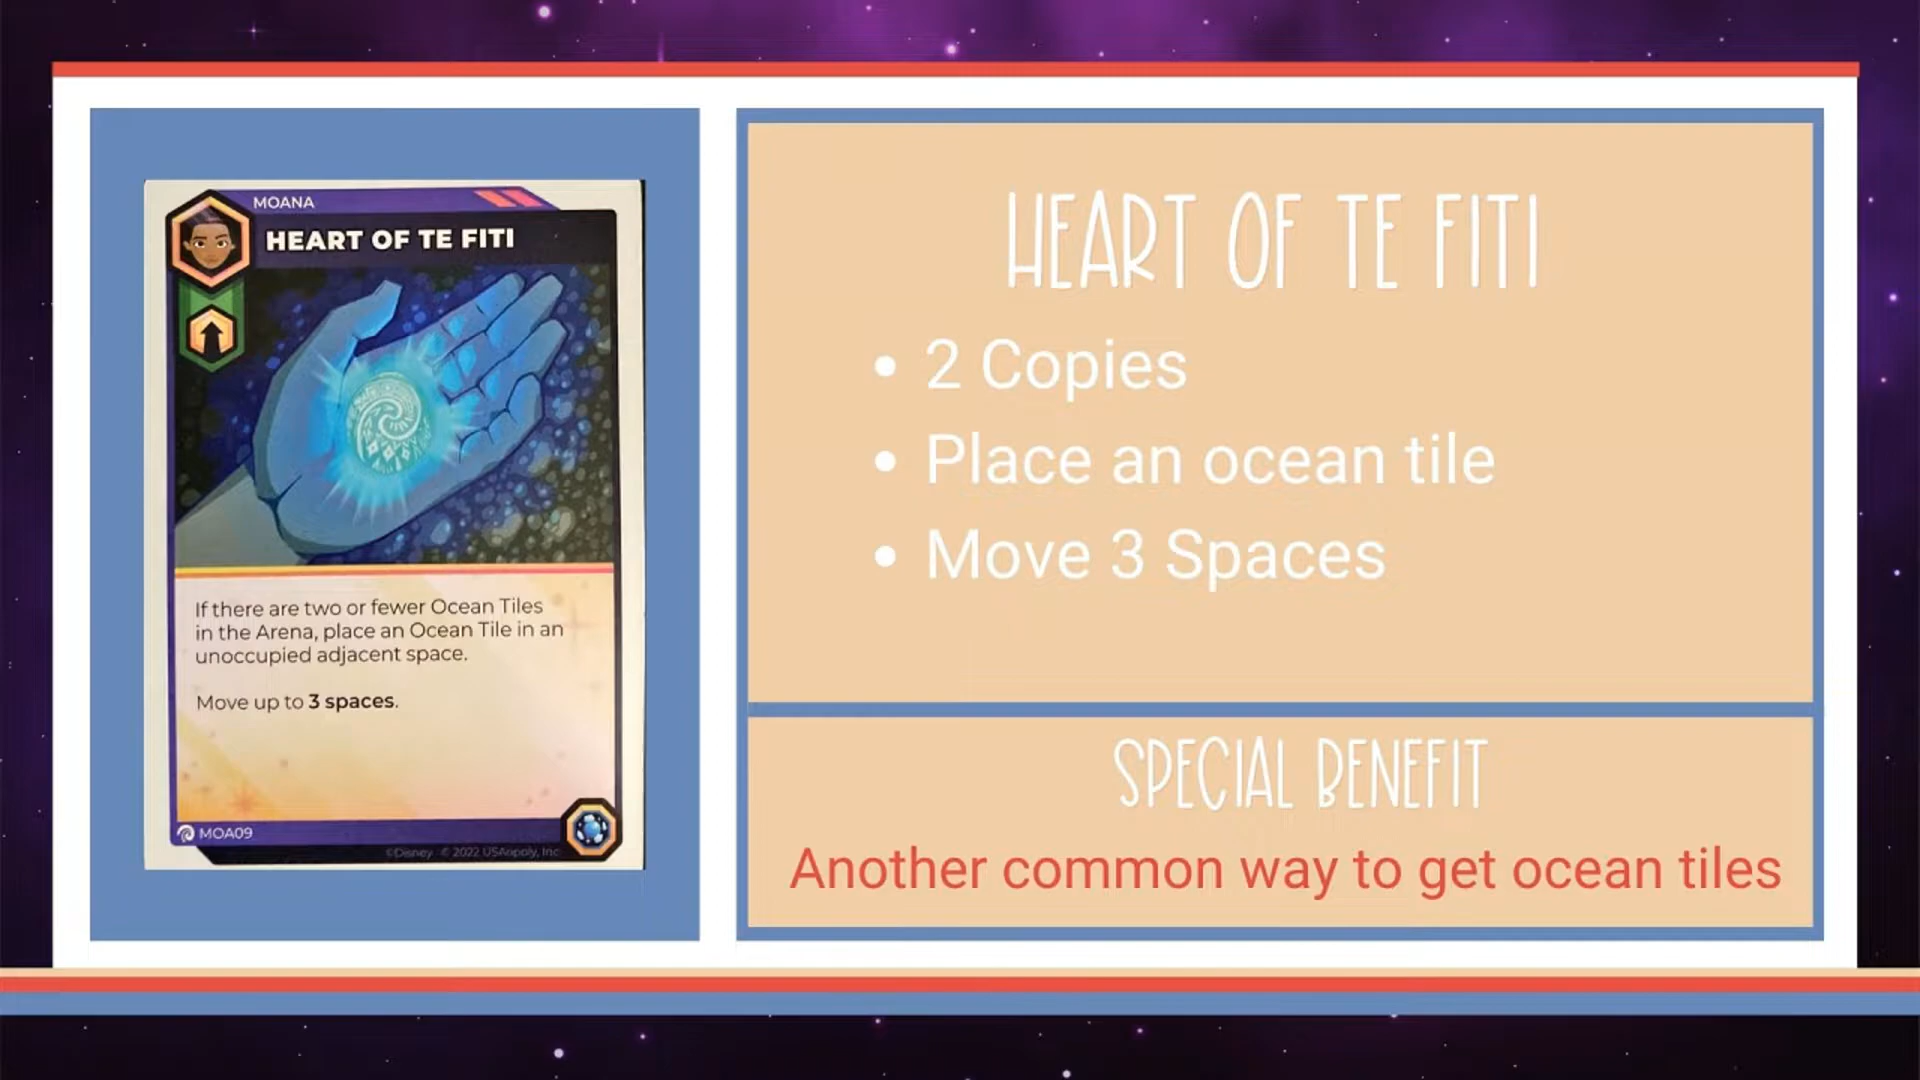 MOANA
HEART OF TE FITI
If there are two or fewer Ocean Tiles
in the Arena, place an Ocean Tile in an
unoccupied adjacent space.
Move up to 3 spaces.
MOA09
©Disney © 2022 USAopoly, Inc
HEART OF TE FITI
• 2 Copies
• Place an ocean tile
• Move 3 Spaces
SPECIAL BENEFIT
Another common way to get ocean tiles